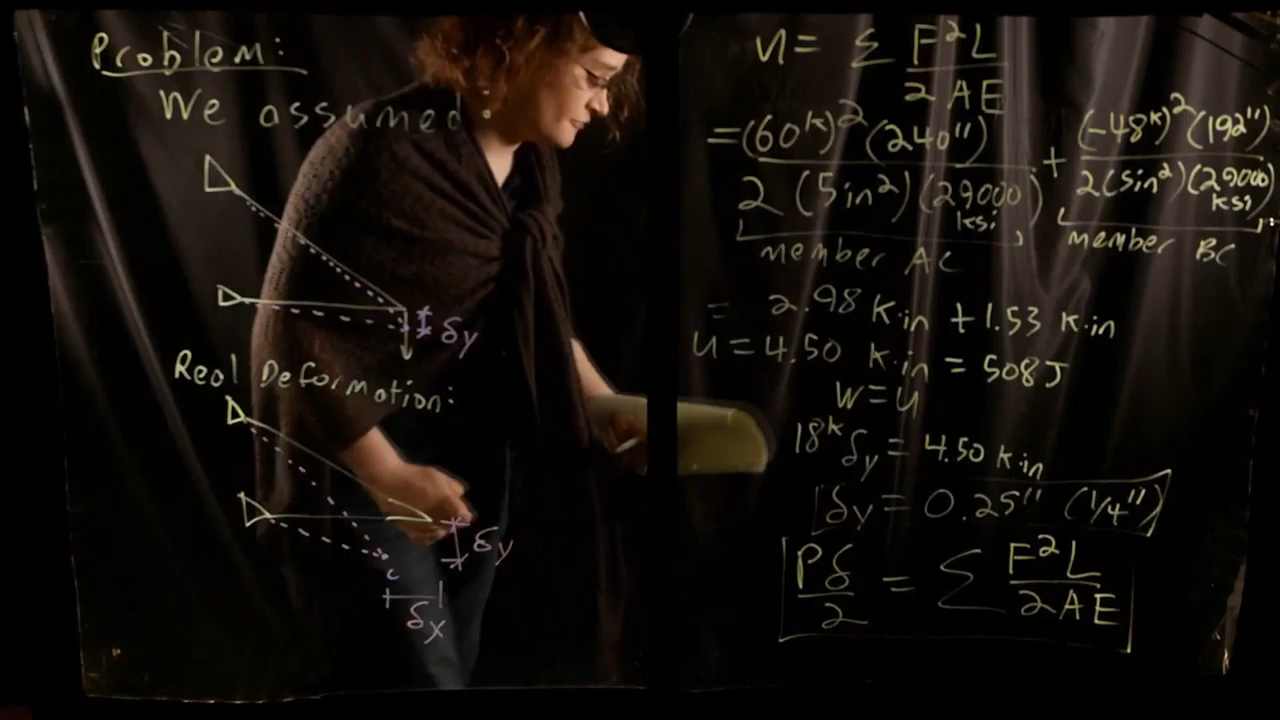 Problem:
We assumed:
δy
Real Deformation:
δy
c
δx
U = Σ F²L / 2AE
= (60ᵏ)² (240") / 2 (5in²) (29000 ksi) + (-48ᵏ)² (192") / 2(5in²)(29000 ksi)
member AC member BC
= 2.98 k·in + 1.53 k·in
U = 4.50 k·in = 508J
W = U
18ᵏ δy = 4.50 k·in
δy = 0.25" (1/4")
Pδ / 2 = Σ F²L / 2AE